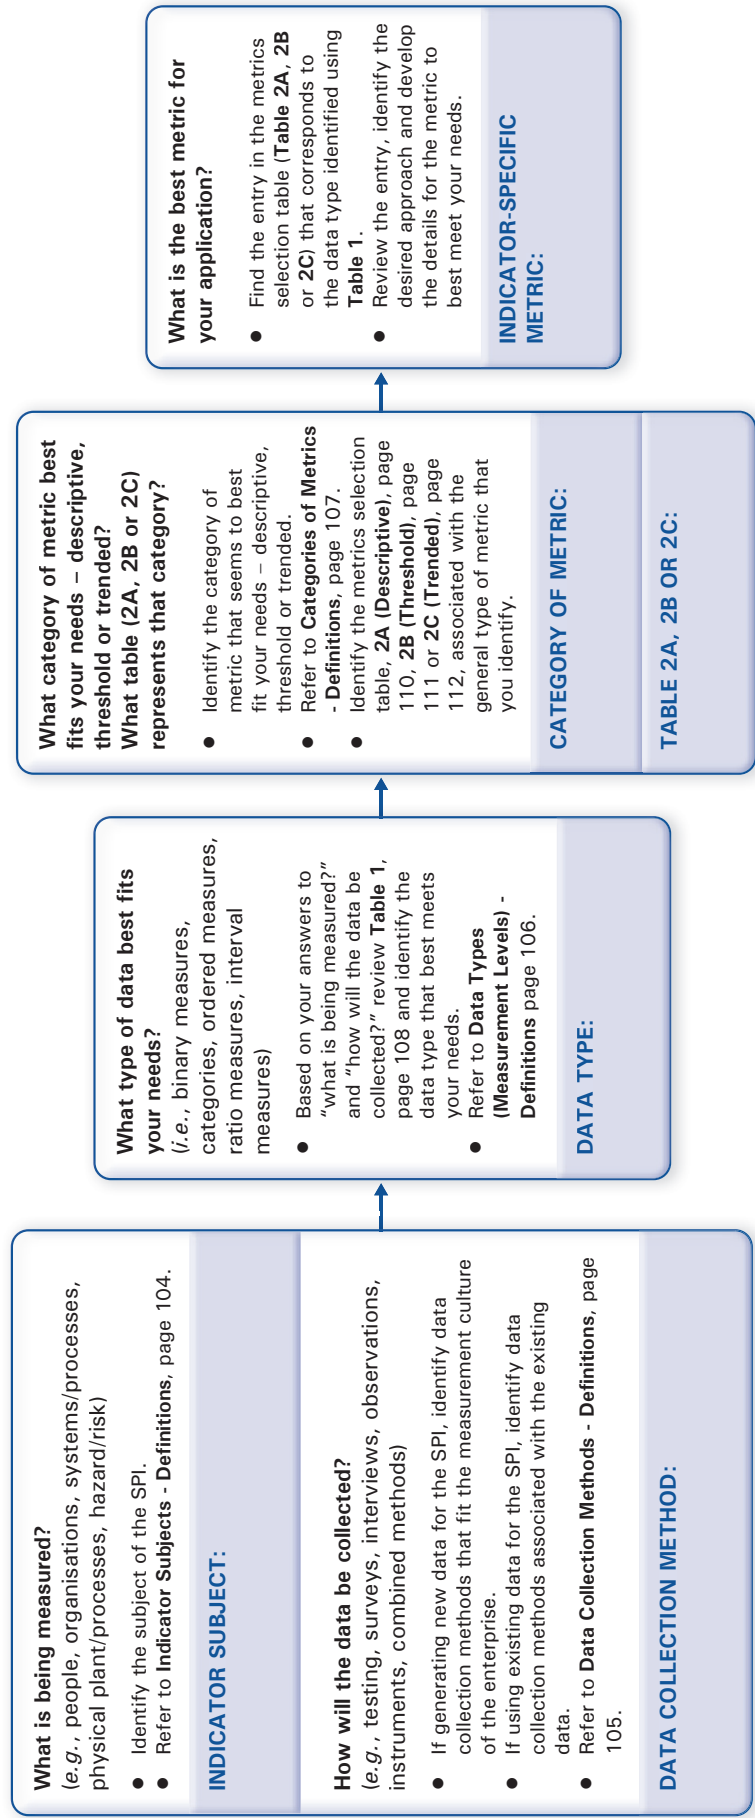 What is being measured?
(e.g., people, organisations, systems/processes,
physical plant/processes, hazard/risk)
● Identify the subject of the SPI.
● Refer to Indicator Subjects - Definitions, page 104.
INDICATOR SUBJECT:
How will the data be collected?
(e.g., testing, surveys, interviews, observations,
instruments, combined methods)
● If generating new data for the SPI, identify data
collection methods that fit the measurement culture
of the enterprise.
● If using existing data for the SPI, identify data
collection methods associated with the existing
data.
● Refer to Data Collection Methods - Definitions, page
105.
DATA COLLECTION METHOD:
What type of data best fits
your needs?
(i.e., binary measures,
categories, ordered measures,
ratio measures, interval
measures)
● Based on your answers to
“what is being measured?”
and “how will the data be
collected?” review Table 1,
page 108 and identify the
data type that best meets
your needs.
● Refer to Data Types
(Measurement Levels) -
Definitions page 106.
DATA TYPE:
What category of metric best
fits your needs – descriptive,
threshold or trended?
What table (2A, 2B or 2C)
represents that category?
● Identify the category of
metric that seems to best
fit your needs – descriptive,
threshold or trended.
● Refer to Categories of Metrics
- Definitions, page 107.
● Identify the metrics selection
table, 2A (Descriptive), page
110, 2B (Threshold), page
111 or 2C (Trended), page
112, associated with the
general type of metric that
you identify.
CATEGORY OF METRIC:
TABLE 2A, 2B OR 2C:
What is the best metric for
your application?
● Find the entry in the metrics
selection table (Table 2A, 2B
or 2C) that corresponds to
the data type identified using
Table 1.
● Review the entry, identify the
desired approach and develop
the details for the metric to
best meet your needs.
INDICATOR-SPECIFIC
METRIC: